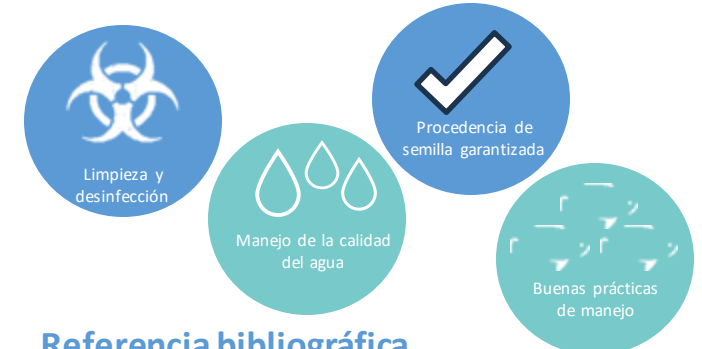 Limpieza y
desinfección
Manejo de la calidad
del agua
Procedencia de
semilla garantizada
Buenas prácticas
de manejo
Referencia bibliográfica